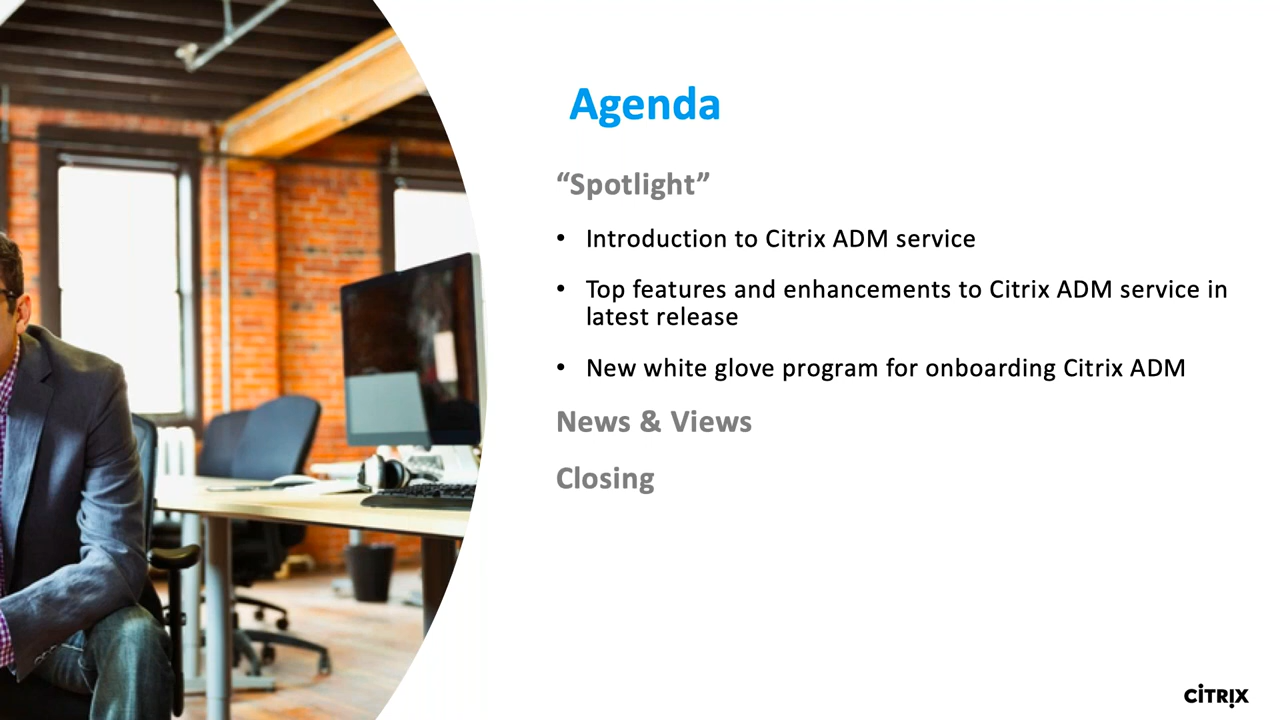 Agenda
“Spotlight”
• Introduction to Citrix ADM service
• Top features and enhancements to Citrix ADM service in
latest release
• New white glove program for onboarding Citrix ADM
News & Views
Closing
CiTRIX